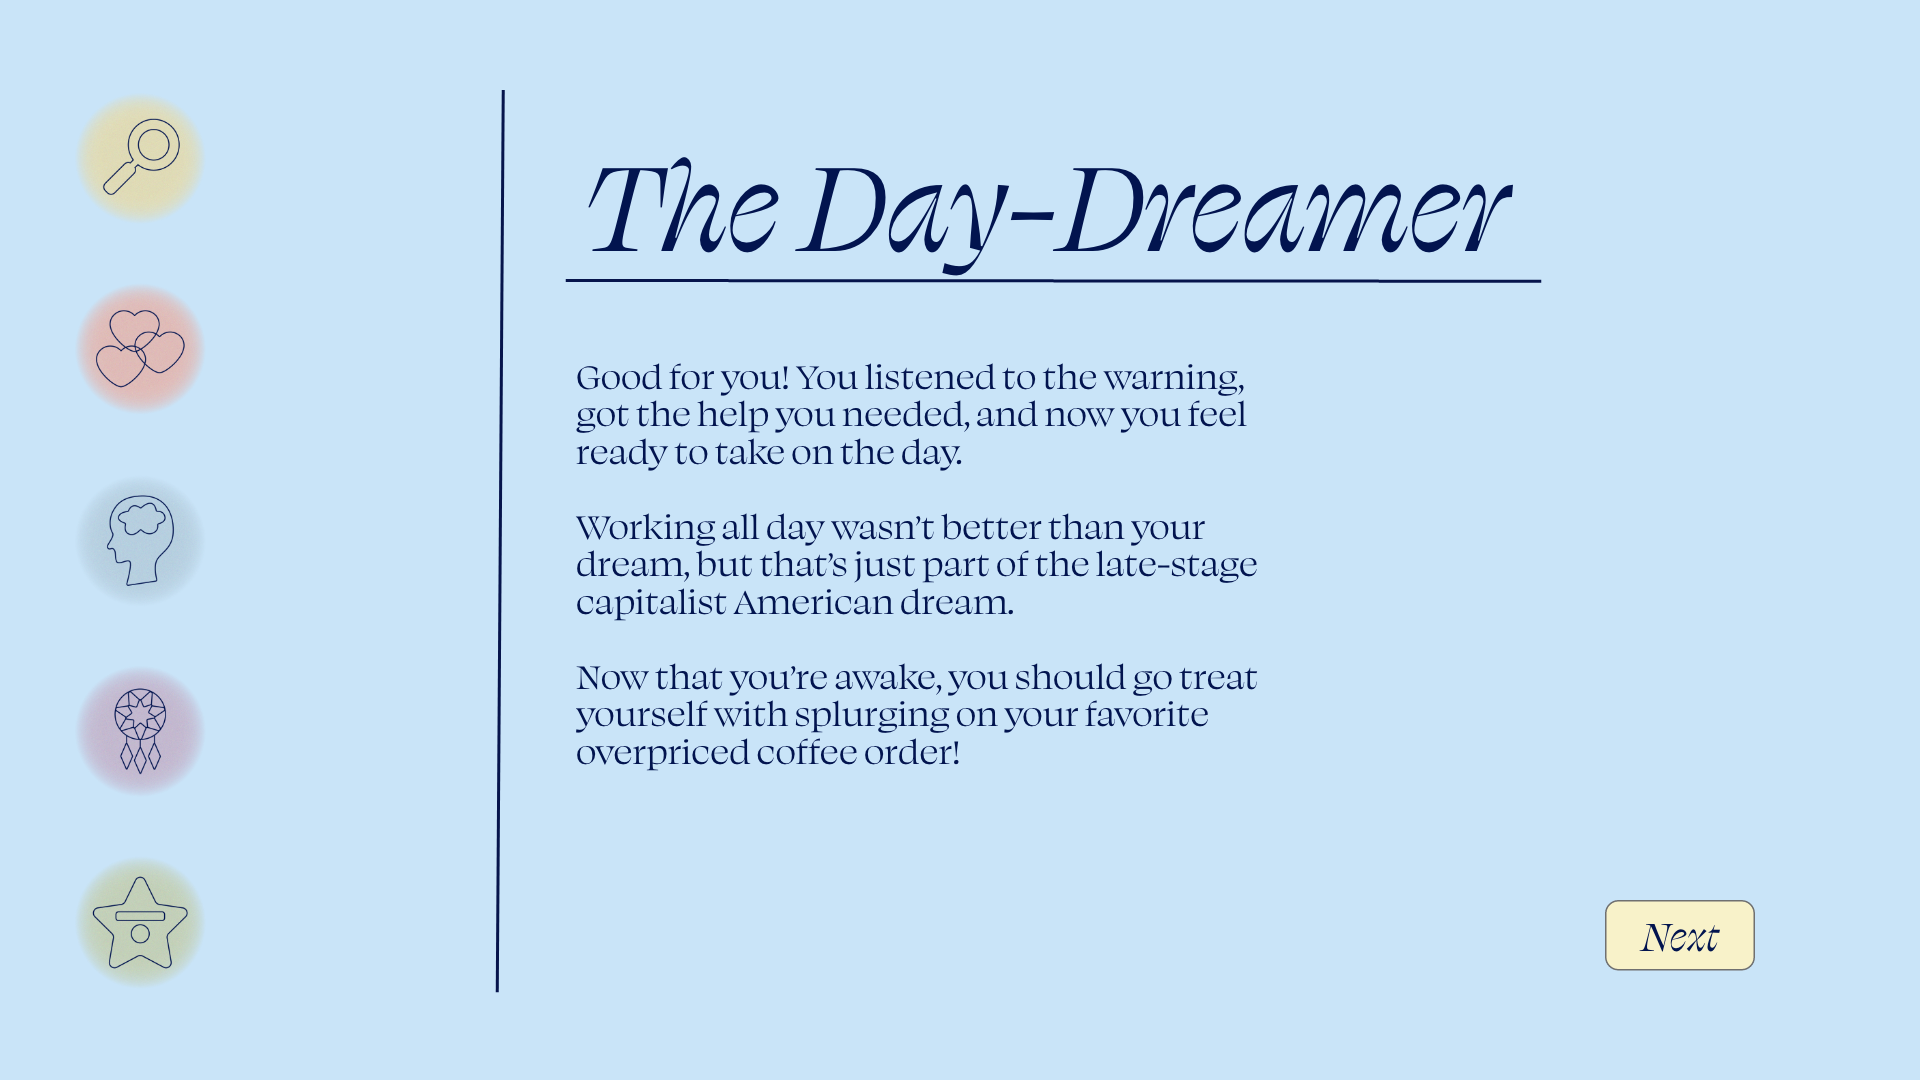 The Day-Dreamer
Good for you! You listened to the warning,
got the help you needed, and now you feel
ready to take on the day.
Working all day wasn't better than your
dream, but that's just part of the late-stage
capitalist American dream.
Now that you're awake, you should go treat
yourself with splurging on your favorite
overpriced coffee order!
Next